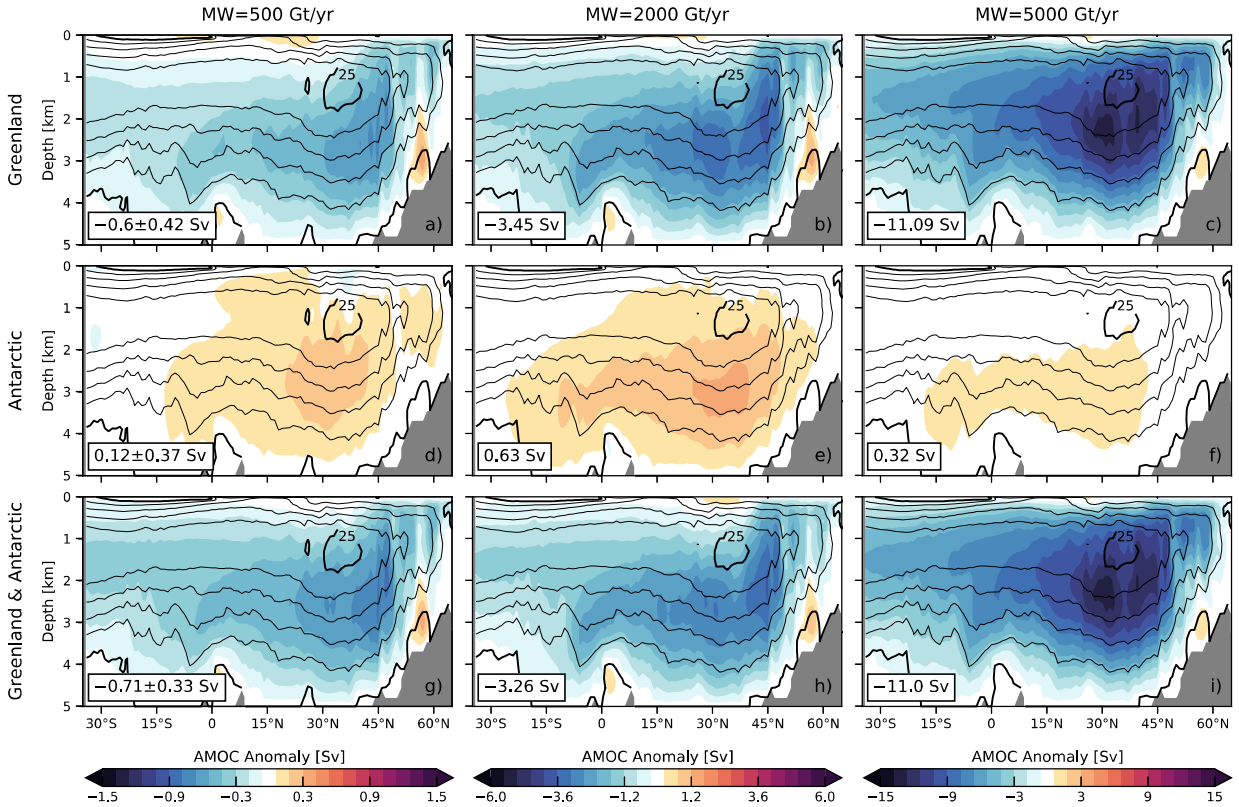 MW=500 Gt/yr MW=2000 Gt/yr MW=5000 Gt/yr
Greenland
Depth [km]
0
1
2
3
4
5
25
−0.6±0.42 Sv
a)
25
−3.45 Sv
b)
25
−11.09 Sv
c)
Antarctic
Depth [km]
0
1
2
3
4
5
25
0.12±0.37 Sv
d)
25
0.63 Sv
e)
25
0.32 Sv
f)
Greenland & Antarctic
Depth [km]
0
1
2
3
4
5
25
−0.71±0.33 Sv
g)
25
−3.26 Sv
h)
25
−11.0 Sv
i)
30°S 15°S 0 15°N 30°N 45°N 60°N
30°S 15°S 0 15°N 30°N 45°N 60°N
30°S 15°S 0 15°N 30°N 45°N 60°N
AMOC Anomaly [Sv] AMOC Anomaly [Sv] AMOC Anomaly [Sv]
−1.5 −0.9 −0.3 0.3 0.9 1.5
−6.0 −3.6 −1.2 1.2 3.6 6.0
−15 −9 −3 3 9 15